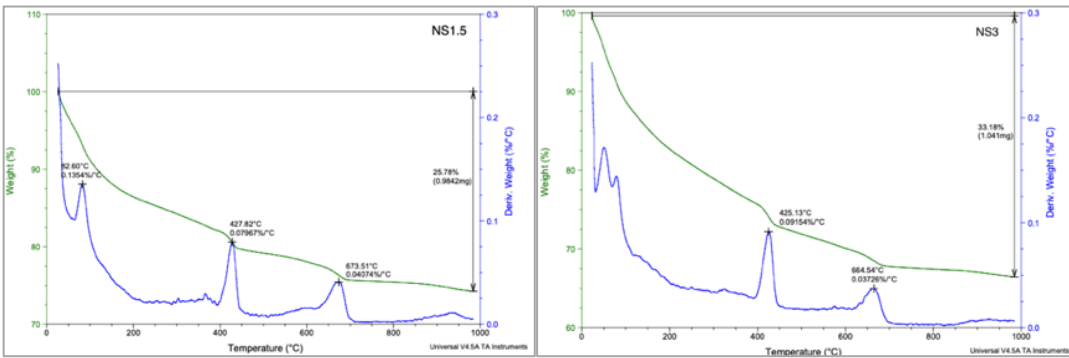 NS1.5
110
100
90
80
70
Weight (%)
0.3
0.2
0.1
0.0
Deriv. Weight (%/°C)
82.60°C
0.1354%/°C
427.82°C
0.07967%/°C
673.51°C
0.04074%/°C
25.78%
(0.9842mg)
0 200 400 600 800 1000
Temperature (°C)
Universal V4.5A TA Instruments
NS3
100
90
80
70
60
Weight (%)
0.3
0.2
0.1
0.0
Deriv. Weight (%/°C)
425.13°C
0.09154%/°C
664.54°C
0.03726%/°C
33.18%
(1.041mg)
0 200 400 600 800 1000
Temperature (°C)
Universal V4.5A TA Instruments